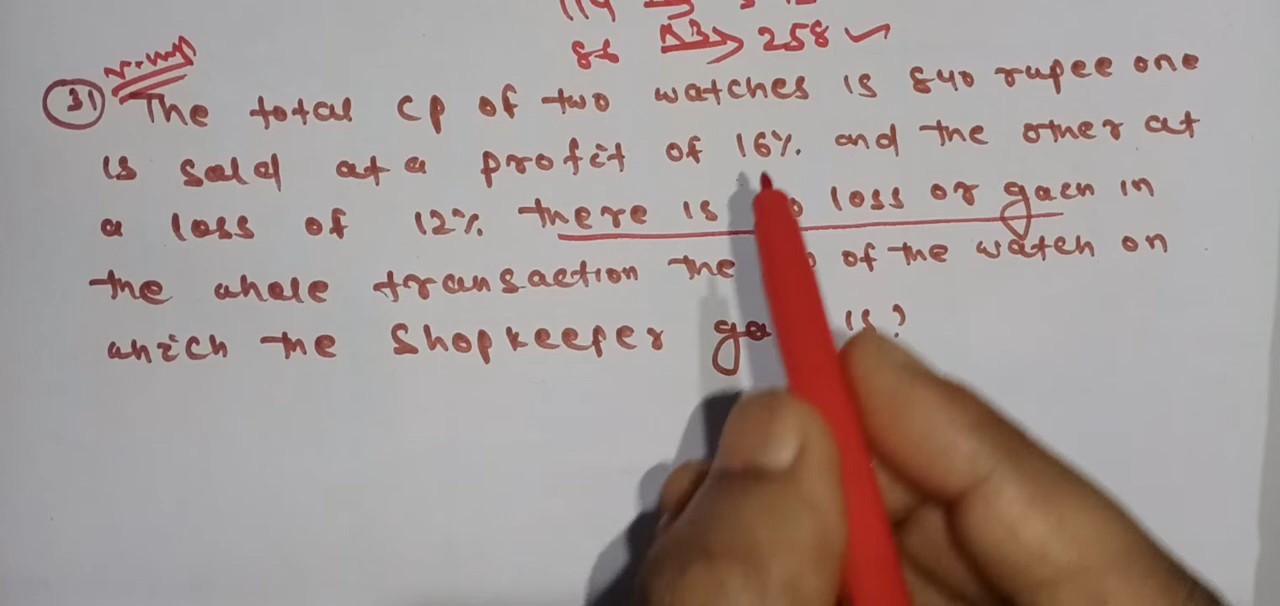 86 → 258 ✓
31 The total CP of two watches is 840 rupee one
is sold at a profit of 16% and the other at
a loss of 12% there is loss or gaen in
the whole transaction the of the watch on
which the Shopkeeper is?